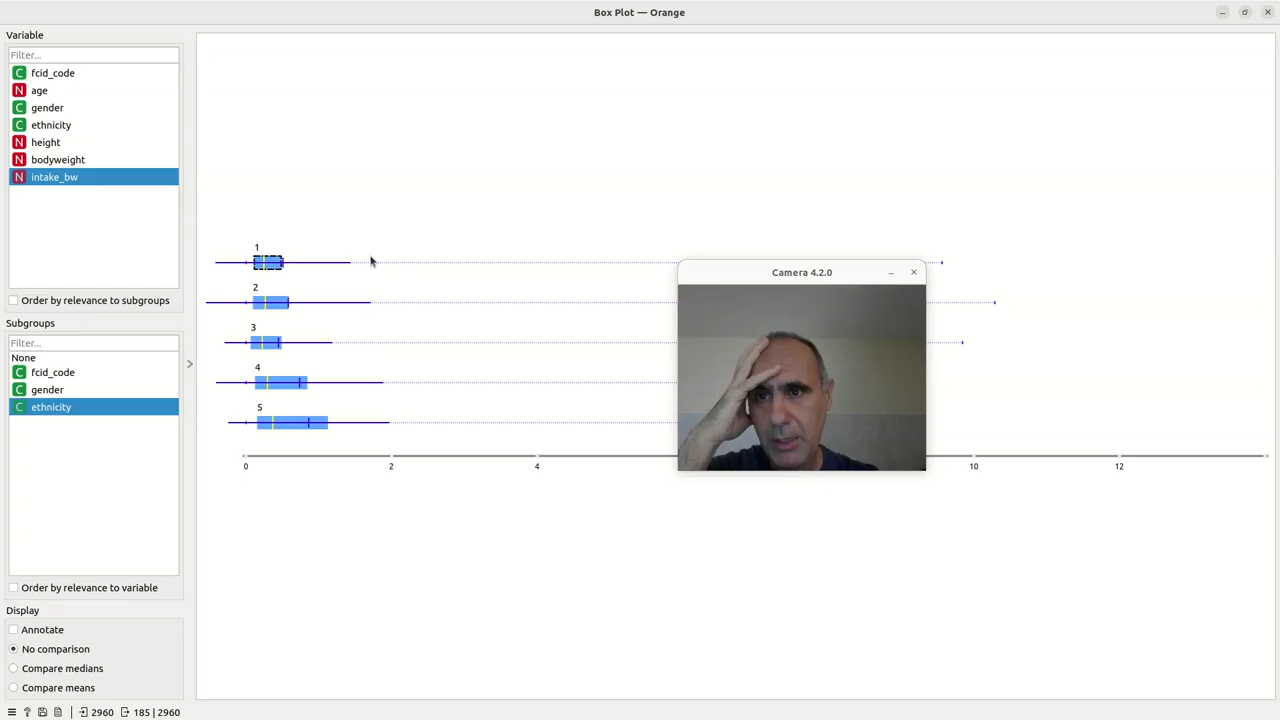 Box Plot — Orange
Variable
Filter...
C fcid_code
N age
C gender
C ethnicity
N height
N bodyweight
N intake_bw
Order by relevance to subgroups
Subgroups
Filter...
None
C fcid_code
C gender
C ethnicity
Order by relevance to variable
Display
Annotate
No comparison
Compare medians
Compare means
2960 185 | 2960
1
2
3
4
5
0 2 4 10 12
Camera 4.2.0